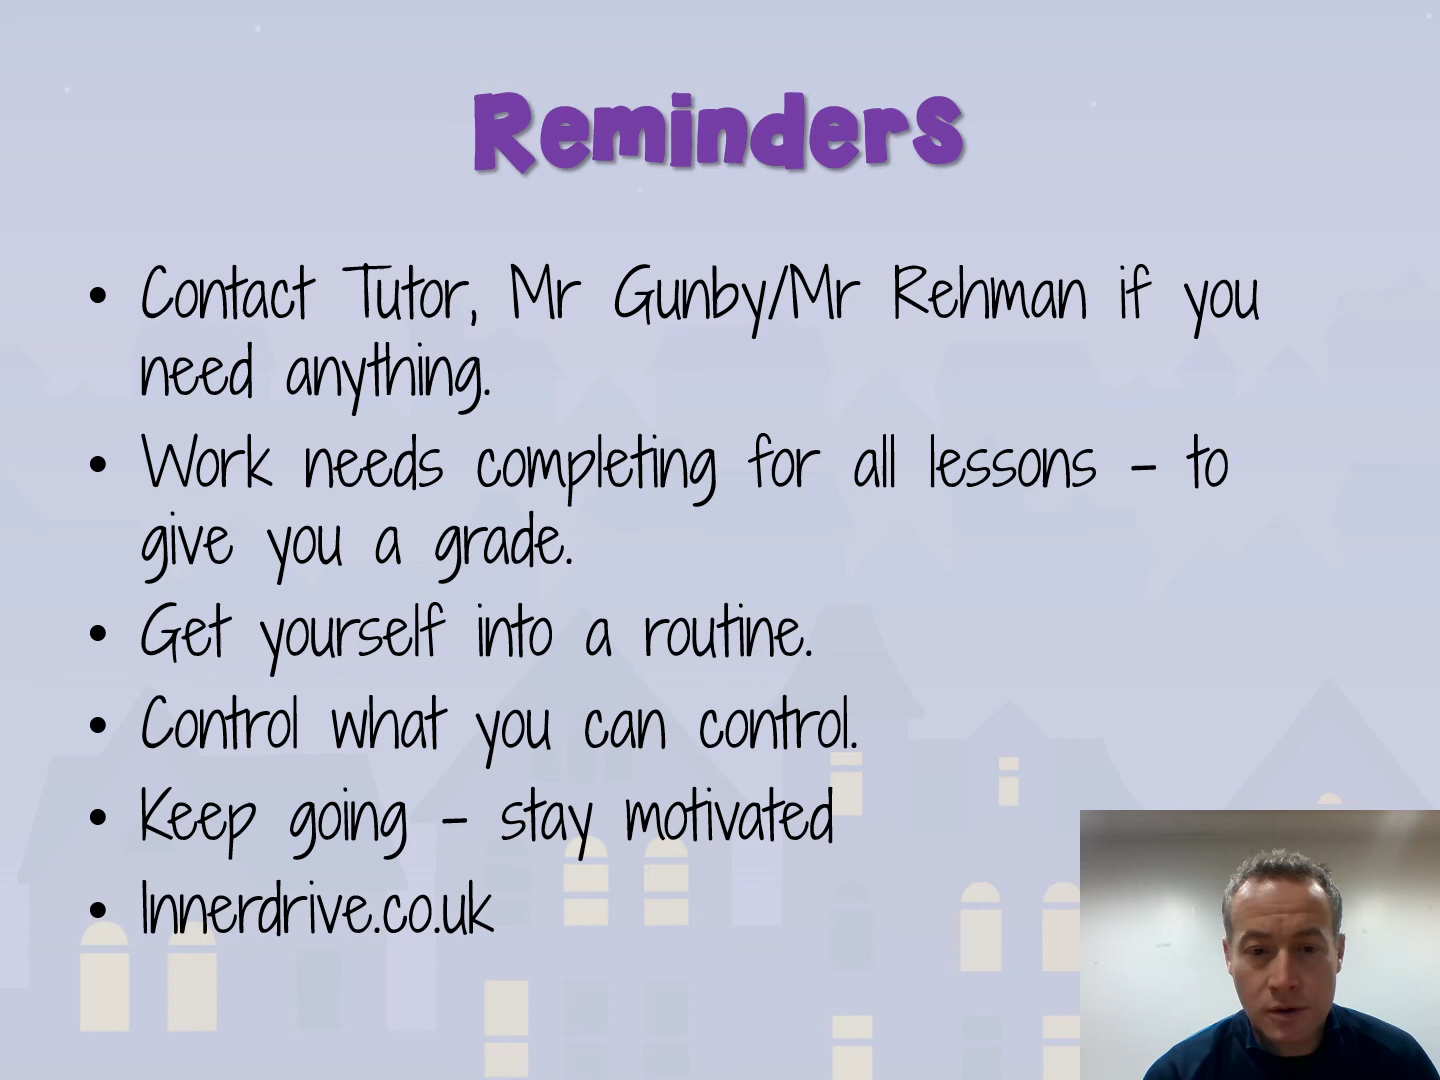 Reminders
• Contact Tutor, Mr Gunby/Mr Rehman if you
need anything.
• Work needs completing for all lessons – to
give you a grade.
• Get yourself into a routine.
• Control what you can control.
• Keep going – stay motivated
• Innerdrive.co.uk